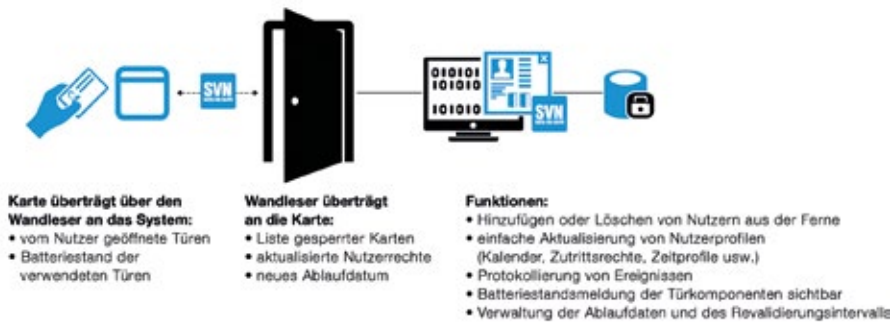 SVN
010101
101010
101010
SVN
Karte überträgt über den
Wandleser an das System:
• vom Nutzer geöffnete Türen
• Batteriestand der
verwendeten Türen
Wandleser überträgt
an die Karte:
• Liste gesperrter Karten
• aktualisierte Nutzerrechte
• neues Ablaufdatum
Funktionen:
• Hinzufügen oder Löschen von Nutzern aus der Ferne
• einfache Aktualisierung von Nutzerprofilen
(Kalender, Zutrittsrechte, Zeitprofile usw.)
• Protokollierung von Ereignissen
• Batteriestandsmeldung der Türkomponenten sichtbar
• Verwaltung der Ablaufdaten und des Revalidierungsintervalls